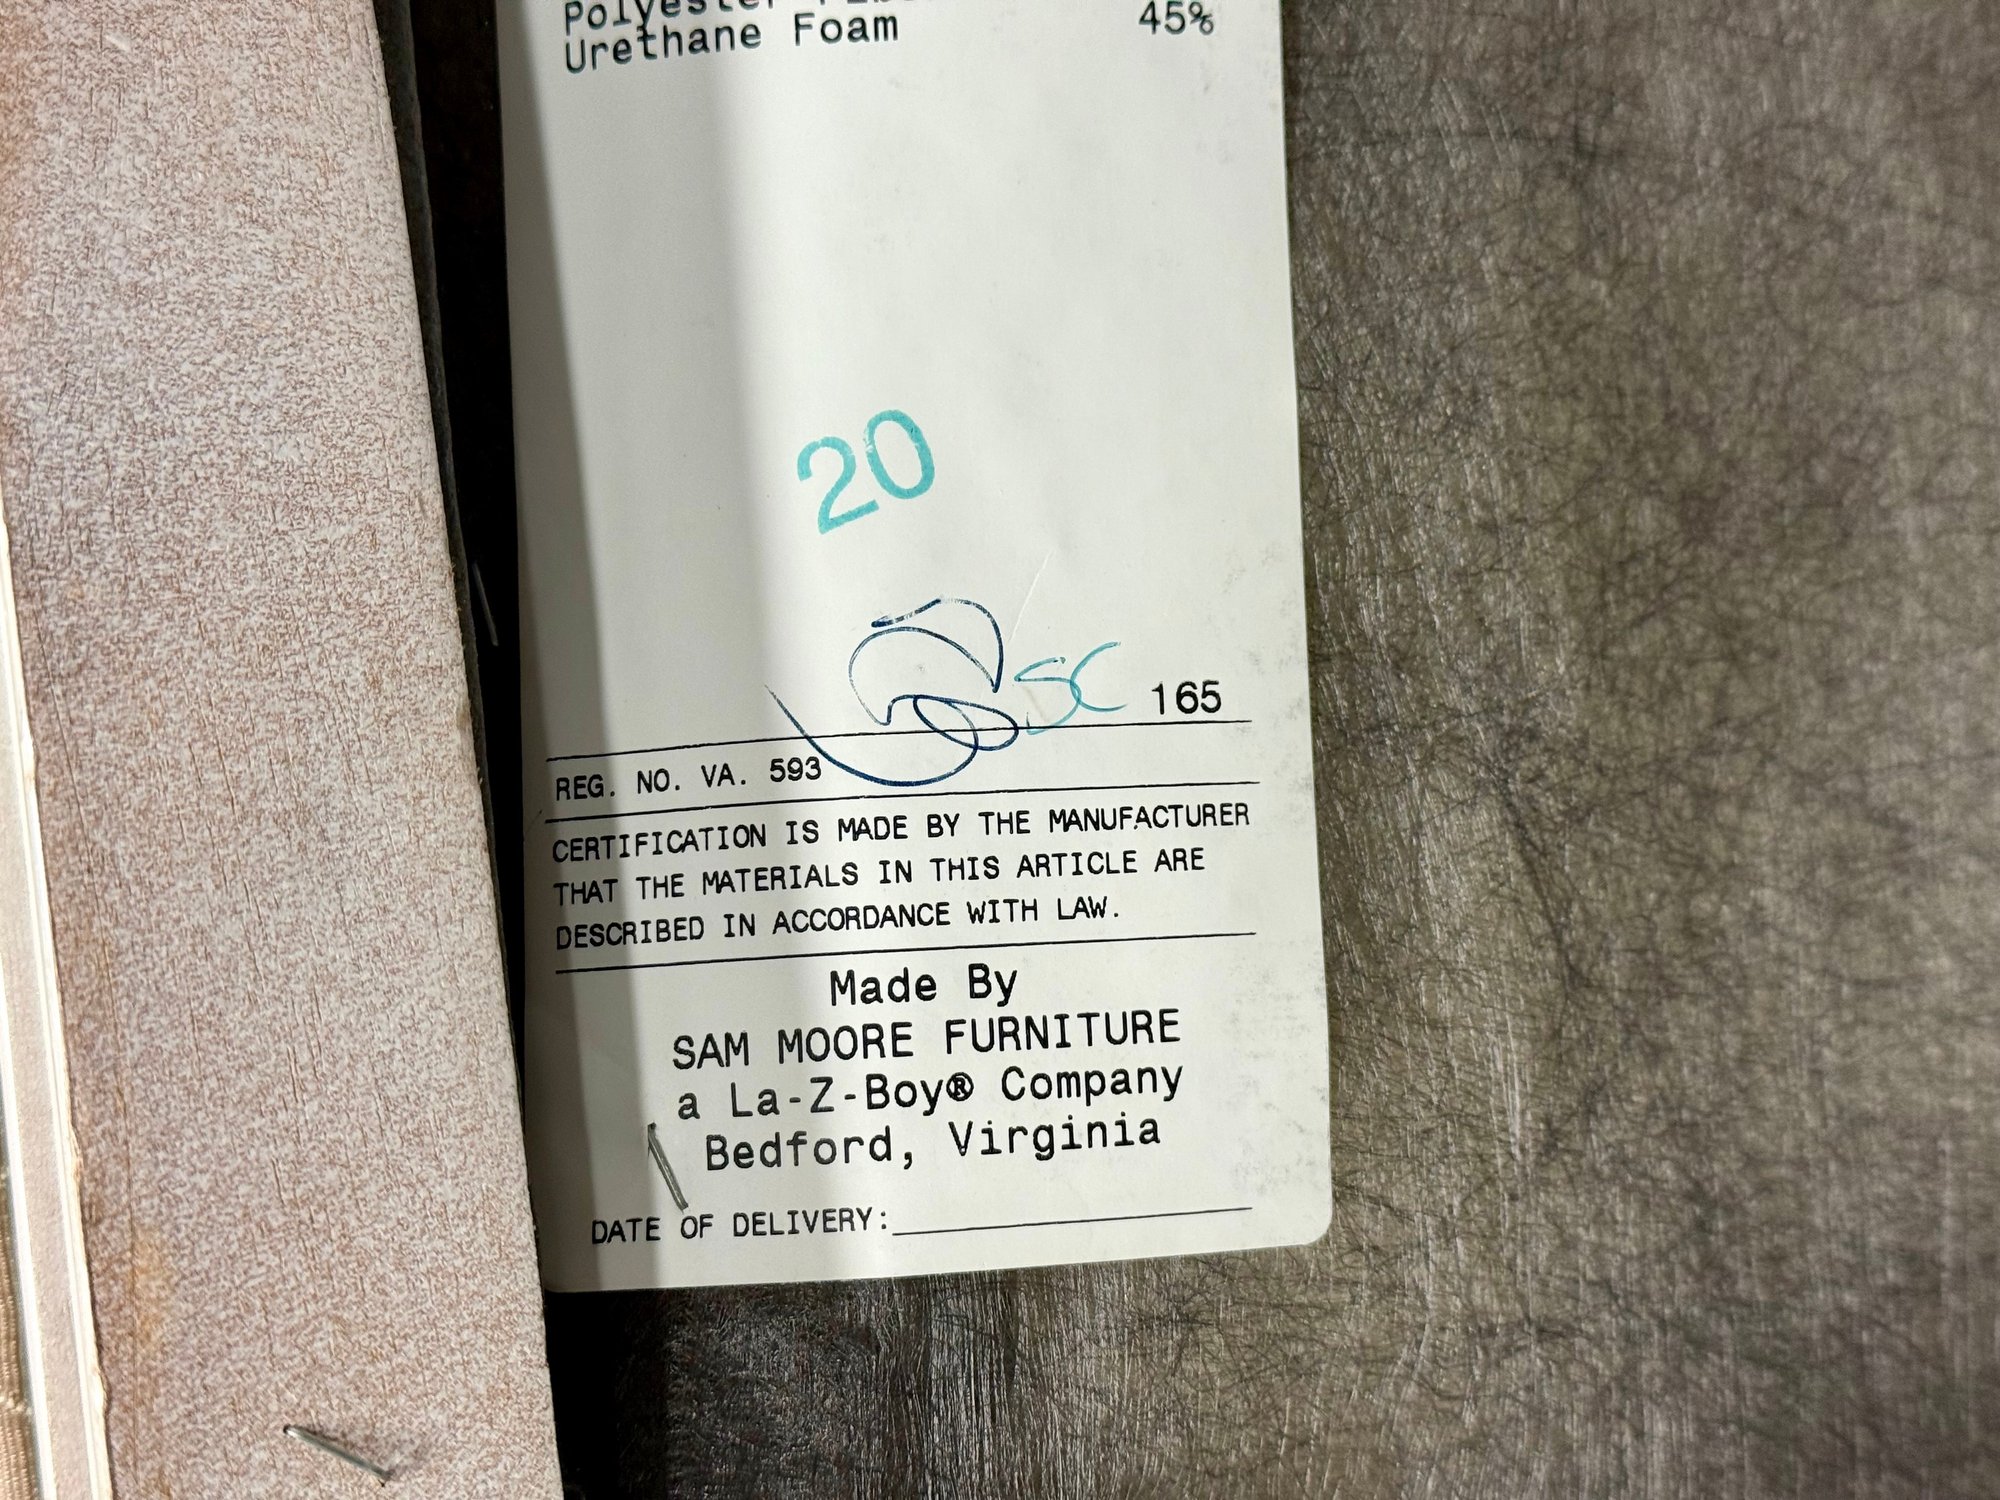 Polyester
Urethane Foam 45%
20
SC 165
REG. NO. VA. 593
CERTIFICATION IS MADE BY THE MANUFACTURER
THAT THE MATERIALS IN THIS ARTICLE ARE
DESCRIBED IN ACCORDANCE WITH LAW.
Made By
SAM MOORE FURNITURE
a La-Z-Boy® Company
Bedford, Virginia
DATE OF DELIVERY: